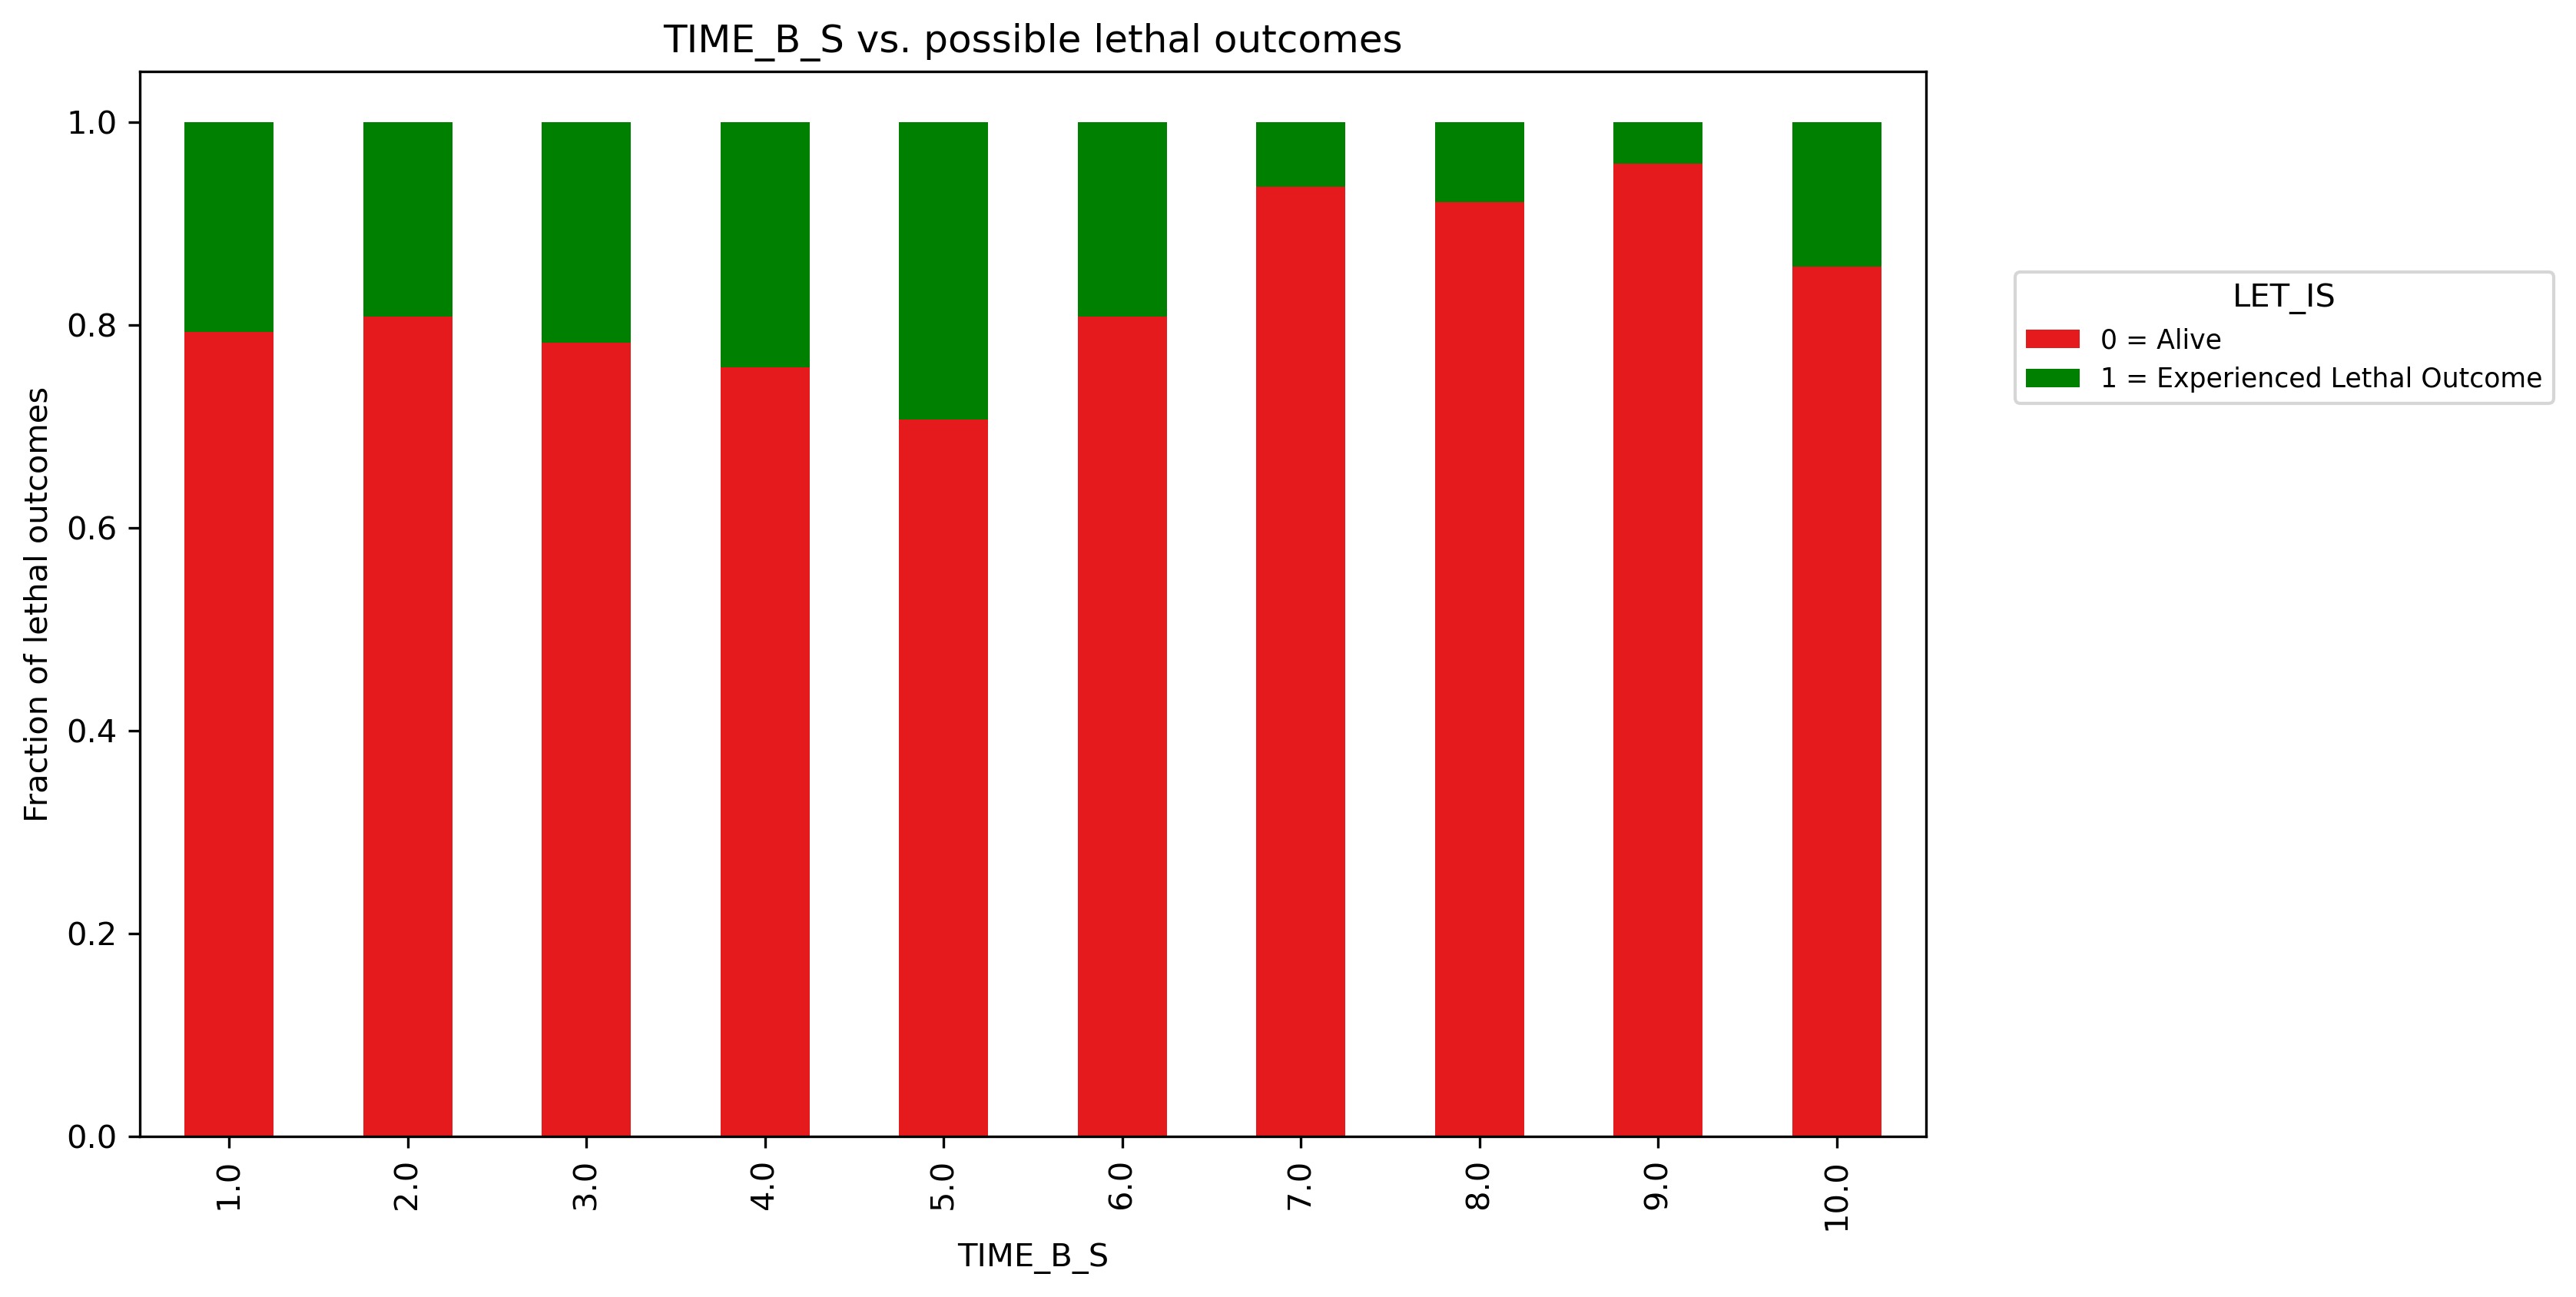 TIME_B_S vs. possible lethal outcomes
Fraction of lethal outcomes
1.0
0.8
0.6
0.4
0.2
0.0
1.0
2.0
3.0
4.0
5.0
6.0
7.0
8.0
9.0
10.0
TIME_B_S
LET_IS
0 = Alive
1 = Experienced Lethal Outcome